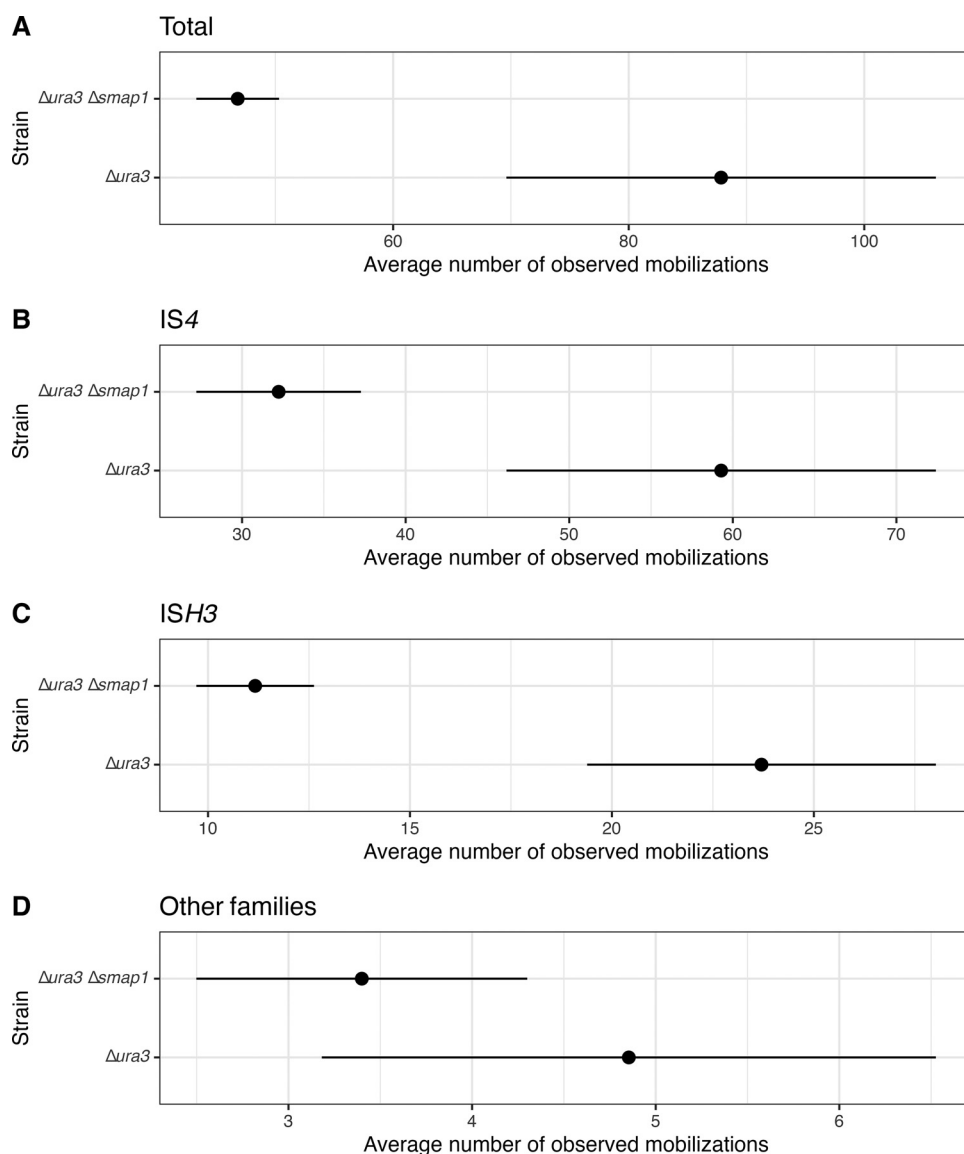 A Total
Δura3 Δsmap1
Δura3
Strain
60 80 100
Average number of observed mobilizations
B IS4
Δura3 Δsmap1
Δura3
Strain
30 40 50 60 70
Average number of observed mobilizations
C ISH3
Δura3 Δsmap1
Δura3
Strain
10 15 20 25
Average number of observed mobilizations
D Other families
Δura3 Δsmap1
Δura3
Strain
3 4 5 6
Average number of observed mobilizations